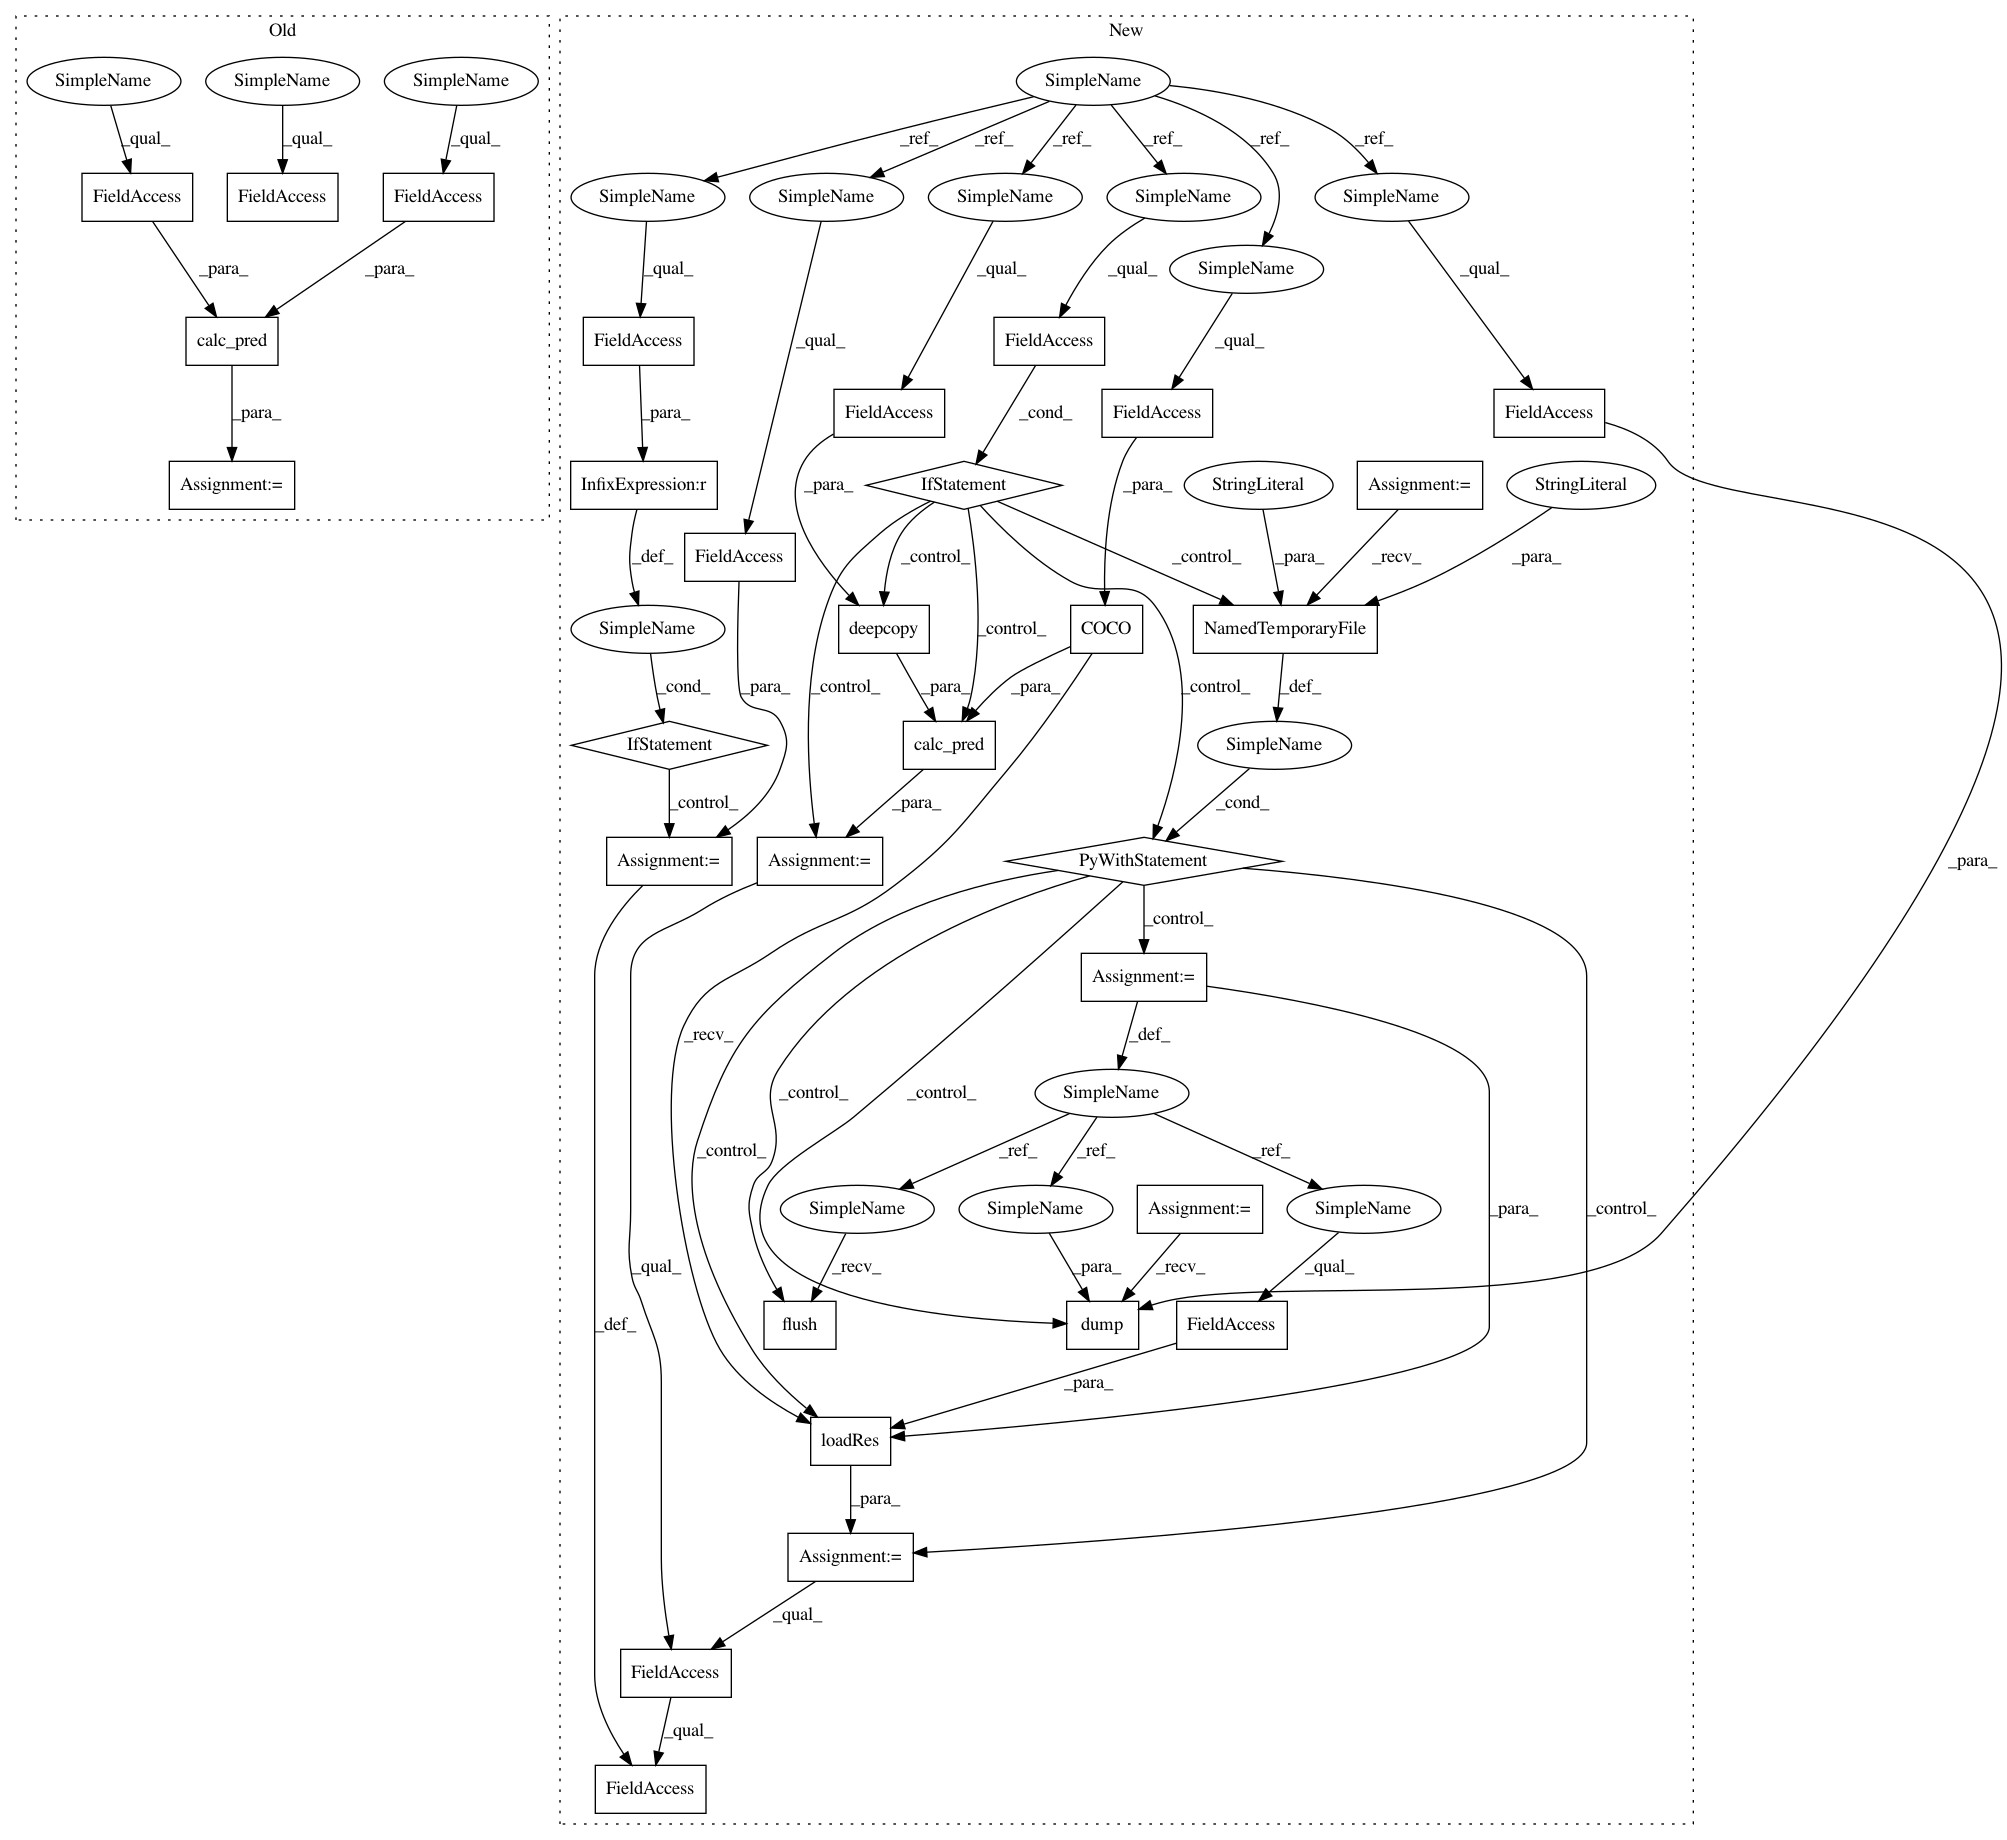 Old
New
SimpleName
SimpleName
SimpleName
SimpleName
_qual_
_qual_
_qual_
_ref_
_ref_
_ref_
_ref_
_ref_
_ref_
FieldAccess
FieldAccess
FieldAccess
SimpleName
SimpleName
SimpleName
SimpleName
SimpleName
SimpleName
_para_
_para_
_qual_
_qual_
_qual_
_qual_
calc_pred
FieldAccess
_qual_
FieldAccess
_qual_
_para_
_para_
FieldAccess
_cond_
FieldAccess
FieldAccess
Assignment:=
InfixExpression:r
_para_
IfStatement
_para_
StringLiteral
Assignment:=
StringLiteral
_def_
FieldAccess
_control_
_control_
_para_
_recv_
_para_
SimpleName
deepcopy
_control_
COCO
NamedTemporaryFile
_cond_
_para_
_control_
_para_
_para_
_control_
_def_
IfStatement
calc_pred
SimpleName
_control_
_para_
_cond_
Assignment:=
Assignment:=
PyWithStatement
_para_
_control_
Assignment:=
_recv_
_def_
_control_
_control_
SimpleName
_control_
_ref_
_ref_
_ref_
SimpleName
SimpleName
Assignment:=
SimpleName
_para_
_control_
_qual_
_recv_
_para_
_recv_
_qual_
_def_
flush
dump
FieldAccess
_para_
loadRes
_para_
Assignment:=
_qual_
FieldAccess
_qual_
FieldAccess